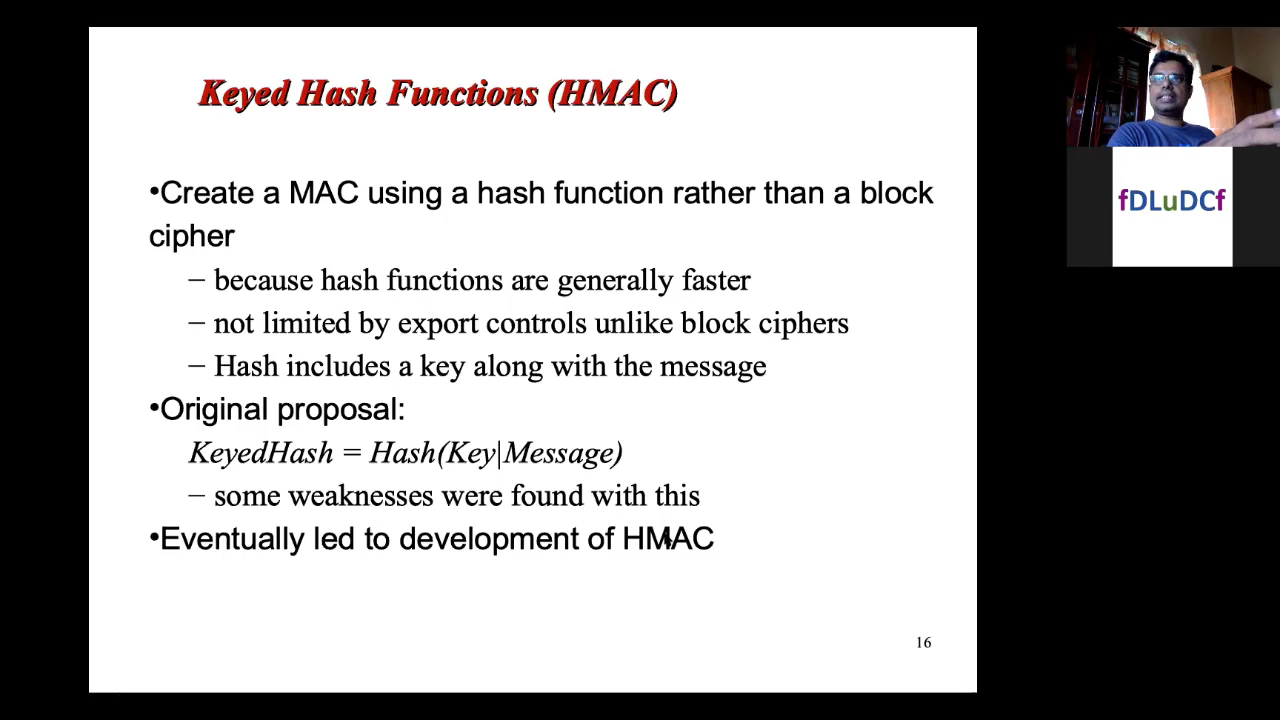 Keyed Hash Functions (HMAC)
•Create a MAC using a hash function rather than a block
cipher
– because hash functions are generally faster
– not limited by export controls unlike block ciphers
– Hash includes a key along with the message
•Original proposal:
KeyedHash = Hash(Key|Message)
– some weaknesses were found with this
•Eventually led to development of HMAC
16
fDLuDCf